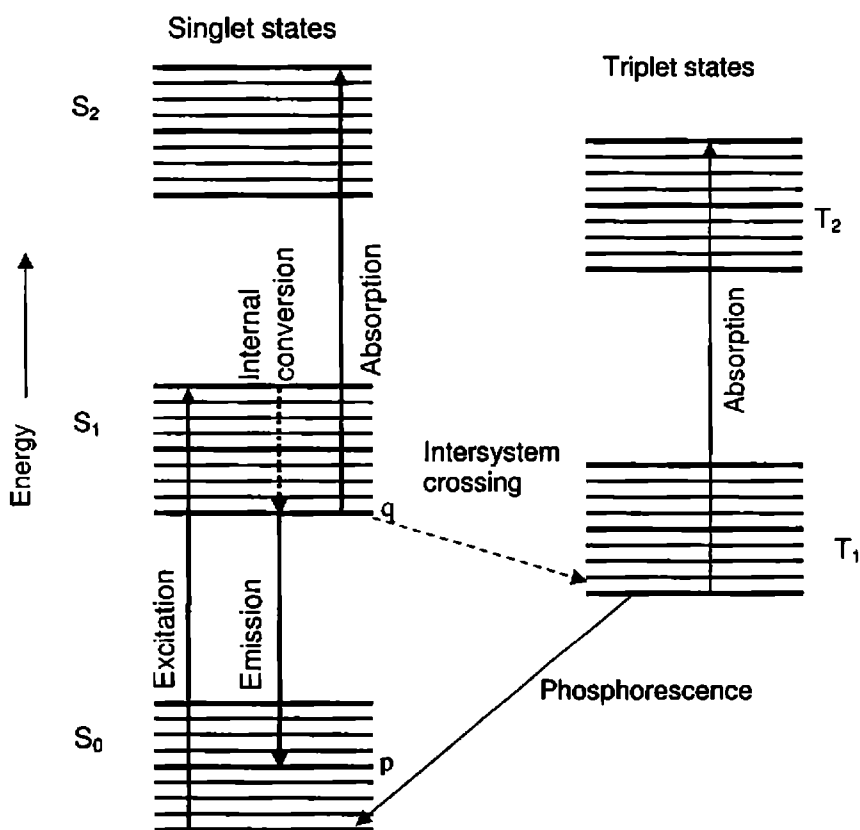 Singlet states
Triplet states
S₂
T₂
Energy
Internal
conversion
Absorption
Absorption
S₁
q
Intersystem
crossing
T₁
Excitation
Emission
Phosphorescence
S₀
p